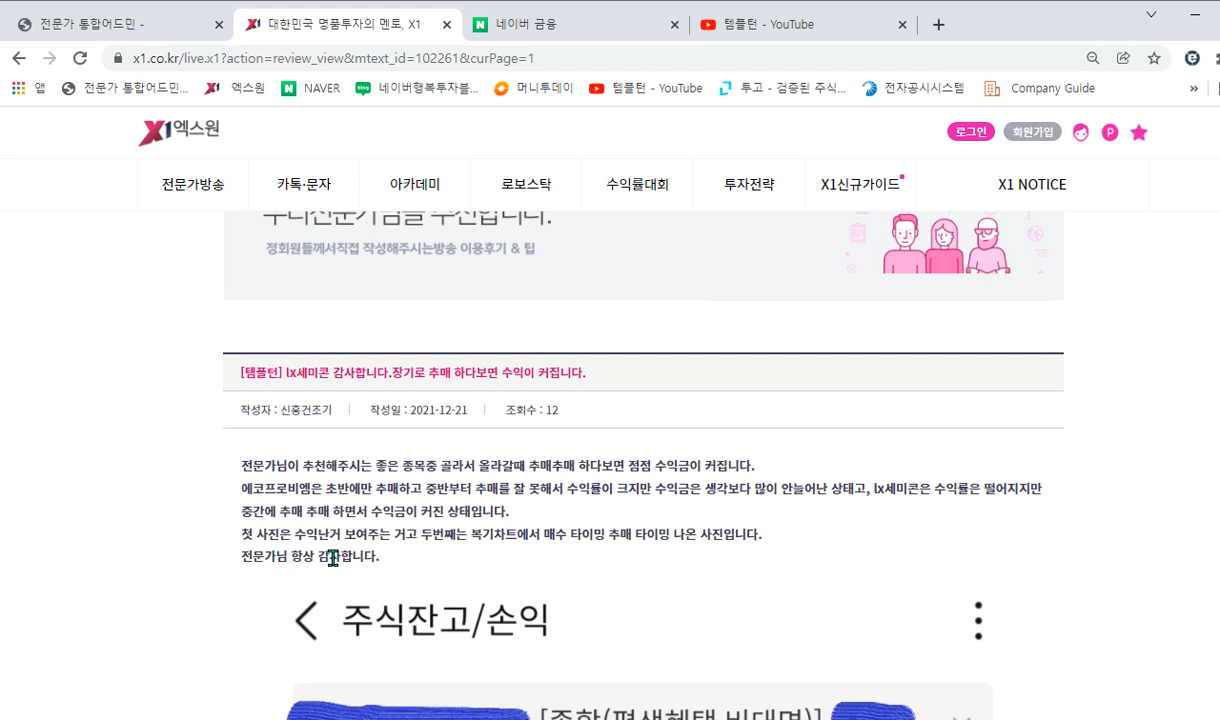 전문가 통합어드민 -
대한민국 명품투자의 멘토, X1
네이버 금융
템플턴 - YouTube
x1.co.kr/live.x1?action=review_view&mtext_id=102261&curPage=1
앱
전문가 통합어드민...
엑스원
NAVER
네이버행복투자블...
머니투데이
템플턴 - YouTube
투고 - 검증된 주식...
전자공시시스템
Company Guide
»
X1엑스원
로그인
회원가입
P
전문가방송
카톡·문자
아카데미
로보스탁
수익률대회
투자전략
X1신규가이드
X1 NOTICE
정회원들께서직접 작성해주시는방송 이용후기 & 팁
[템플턴] lx세미콘 감사합니다.장기로 추매 하다보면 수익이 커집니다.
작성자 : 신흥건조기
작성일 : 2021-12-21
조회수 : 12
전문가님이 추천해주시는 좋은 종목중 골라서 올라갈때 추매추매 하다보면 점점 수익금이 커집니다.
에코프로비엠은 초반에만 추매하고 중반부터 추매를 잘 못해서 수익률이 크지만 수익금은 생각보다 많이 안늘어난 상태고, lx세미콘은 수익률은 떨어지지만
중간에 추매 추매 하면서 수익금이 커진 상태입니다.
첫 사진은 수익난거 보여주는 거고 두번째는 복기차트에서 매수 타이밍 추매 타이밍 나온 사진입니다.
전문가님 항상 감사합니다.
주식잔고/손익
[종합(평생혜택 비대면)]